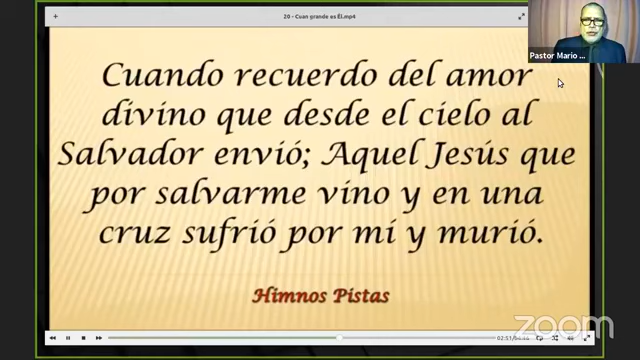 20 - Cuan grande es Él.mp4
Pastor Mario ...
Cuando recuerdo del amor
divino que desde el cielo al
Salvador envió; Aquel Jesús que
por salvarme vino y en una
cruz sufrió por mí y murió.
Himnos Pistas
zoom